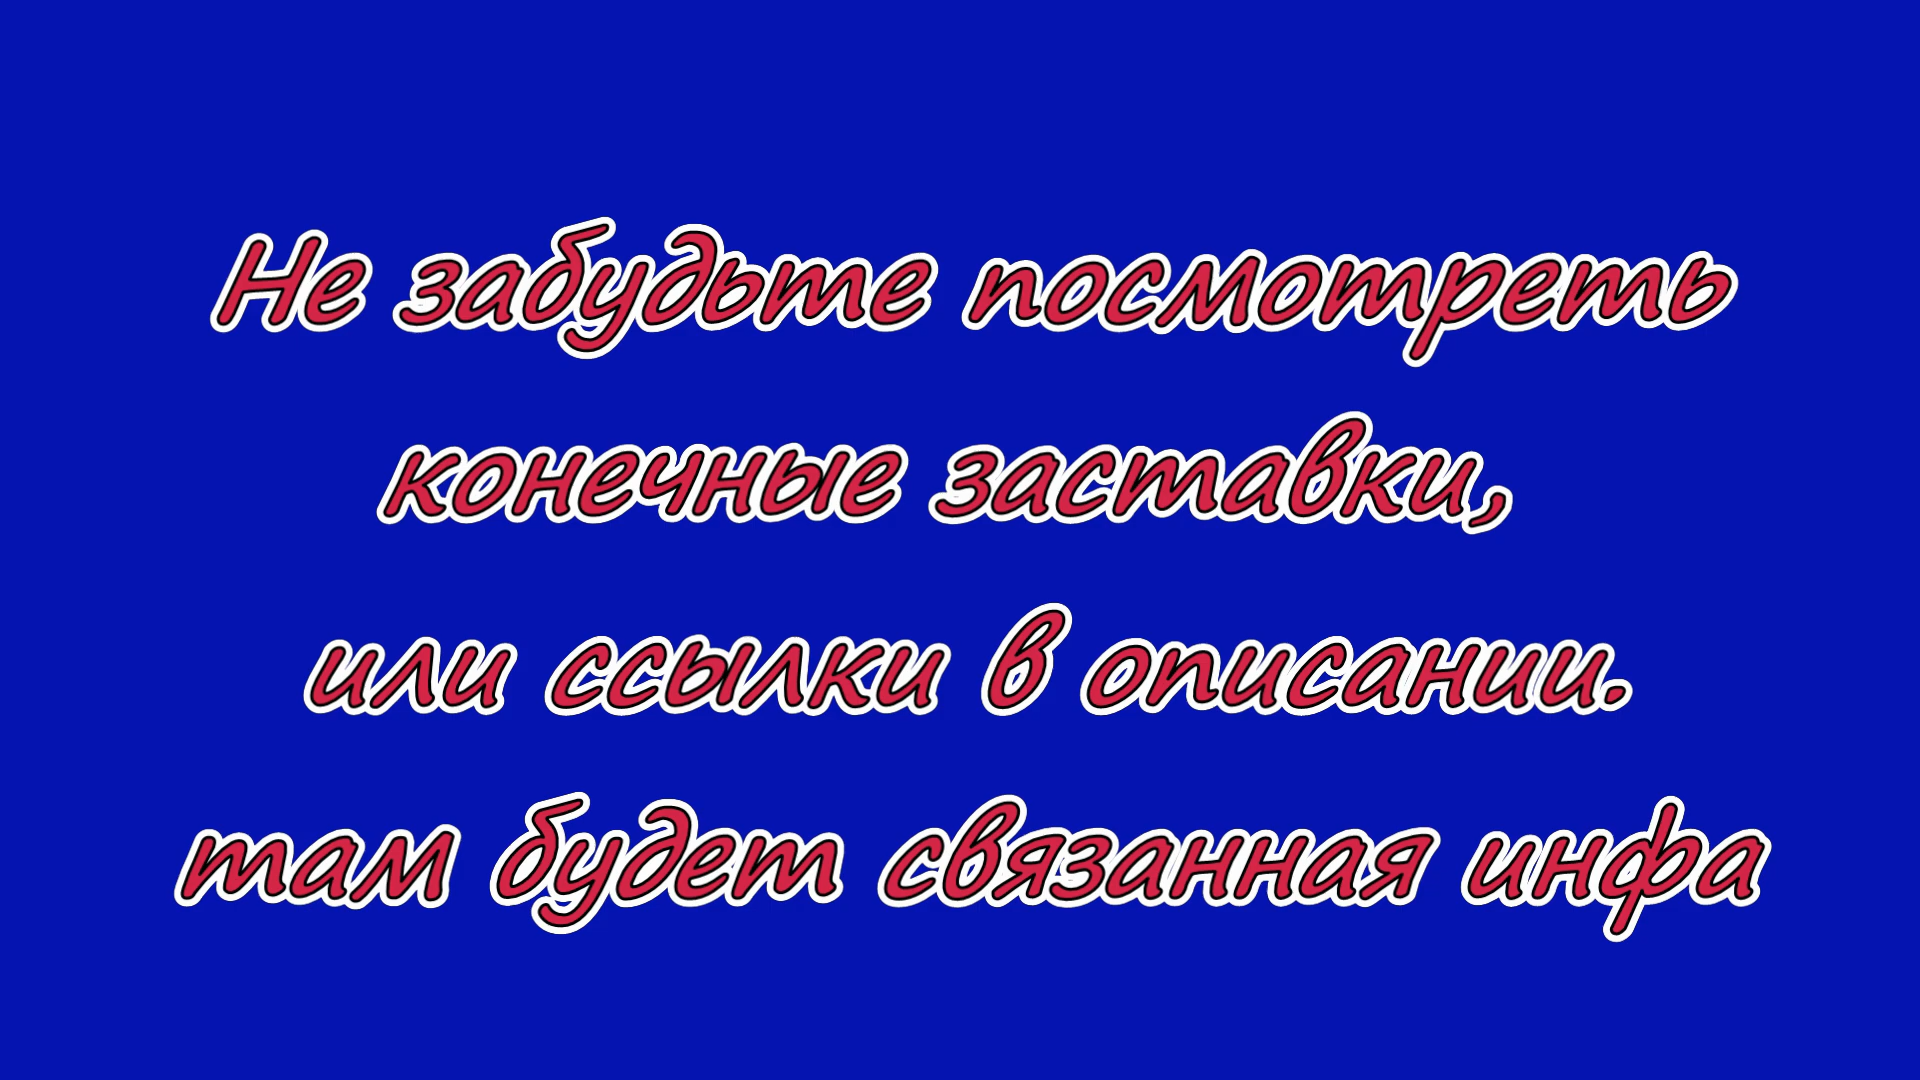 Не забудьте посмотреть
конечные заставки,
или ссылки в описании.
там будет связанная инфа